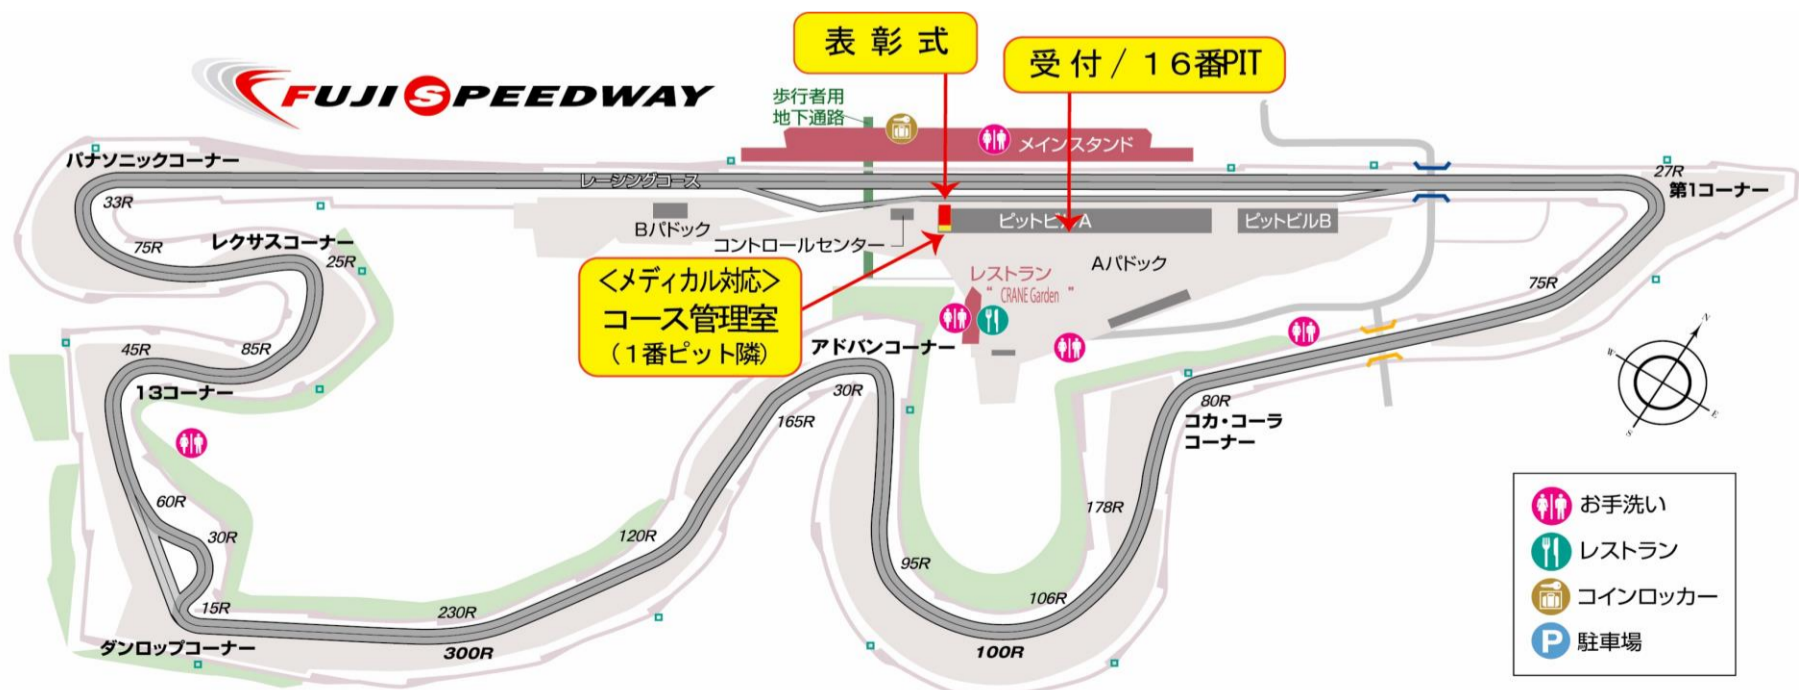 表彰式
受付/16番PIT
FUJI SPEEDWAY
歩行者用
地下通路
メインスタンド
パナソニックコーナー
レーシングコース
27R
第1コーナー
33R
75R
レクサスコーナー
25R
Bパドック
コントロールセンター
ピットビルA
ピットビルB
<メディカル対応>
コース管理室
(1番ピット隣)
レストラン
" CRANE Garden "
Aパドック
75R
45R
85R
13コーナー
アドバンコーナー
30R
165R
80R
コカ・コーラ
コーナー
N
W
E
S
60R
30R
15R
ダンロップコーナー
230R
300R
120R
95R
106R
100R
178R
お手洗い
レストラン
コインロッカー
P 駐車場